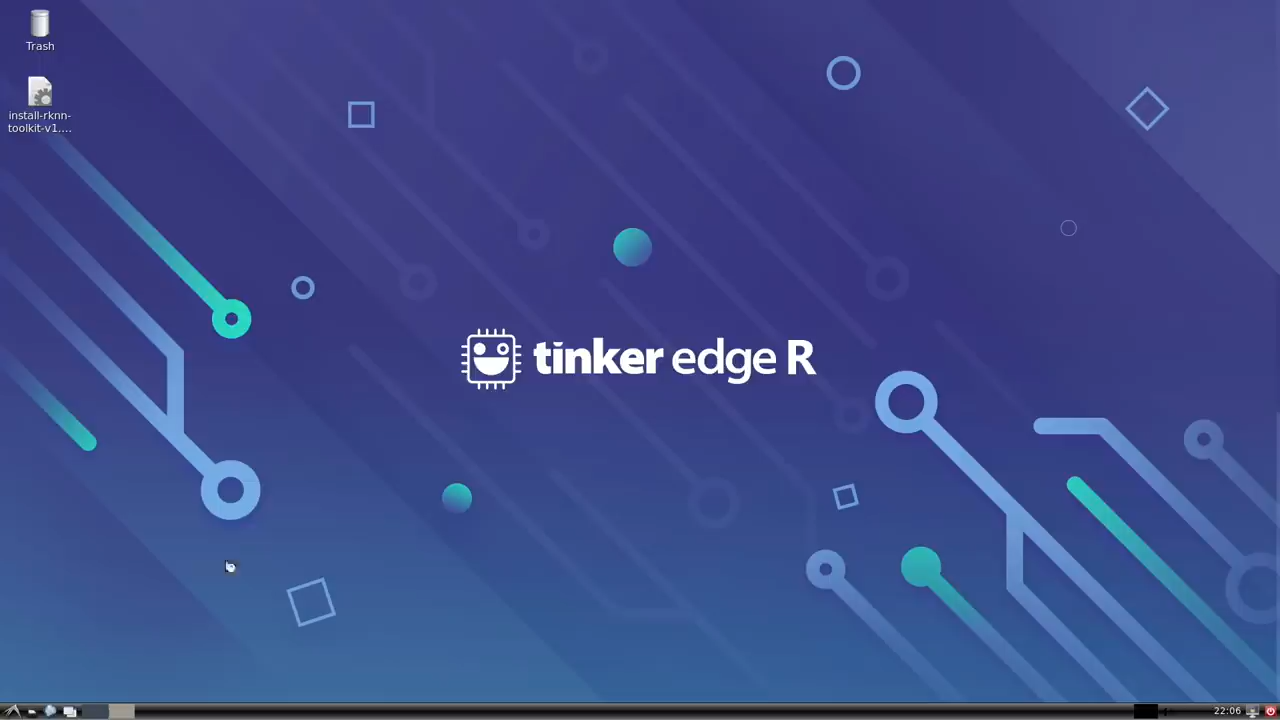 Trash
install-rknn-
toolkit-v1....
tinker edge R
22:06